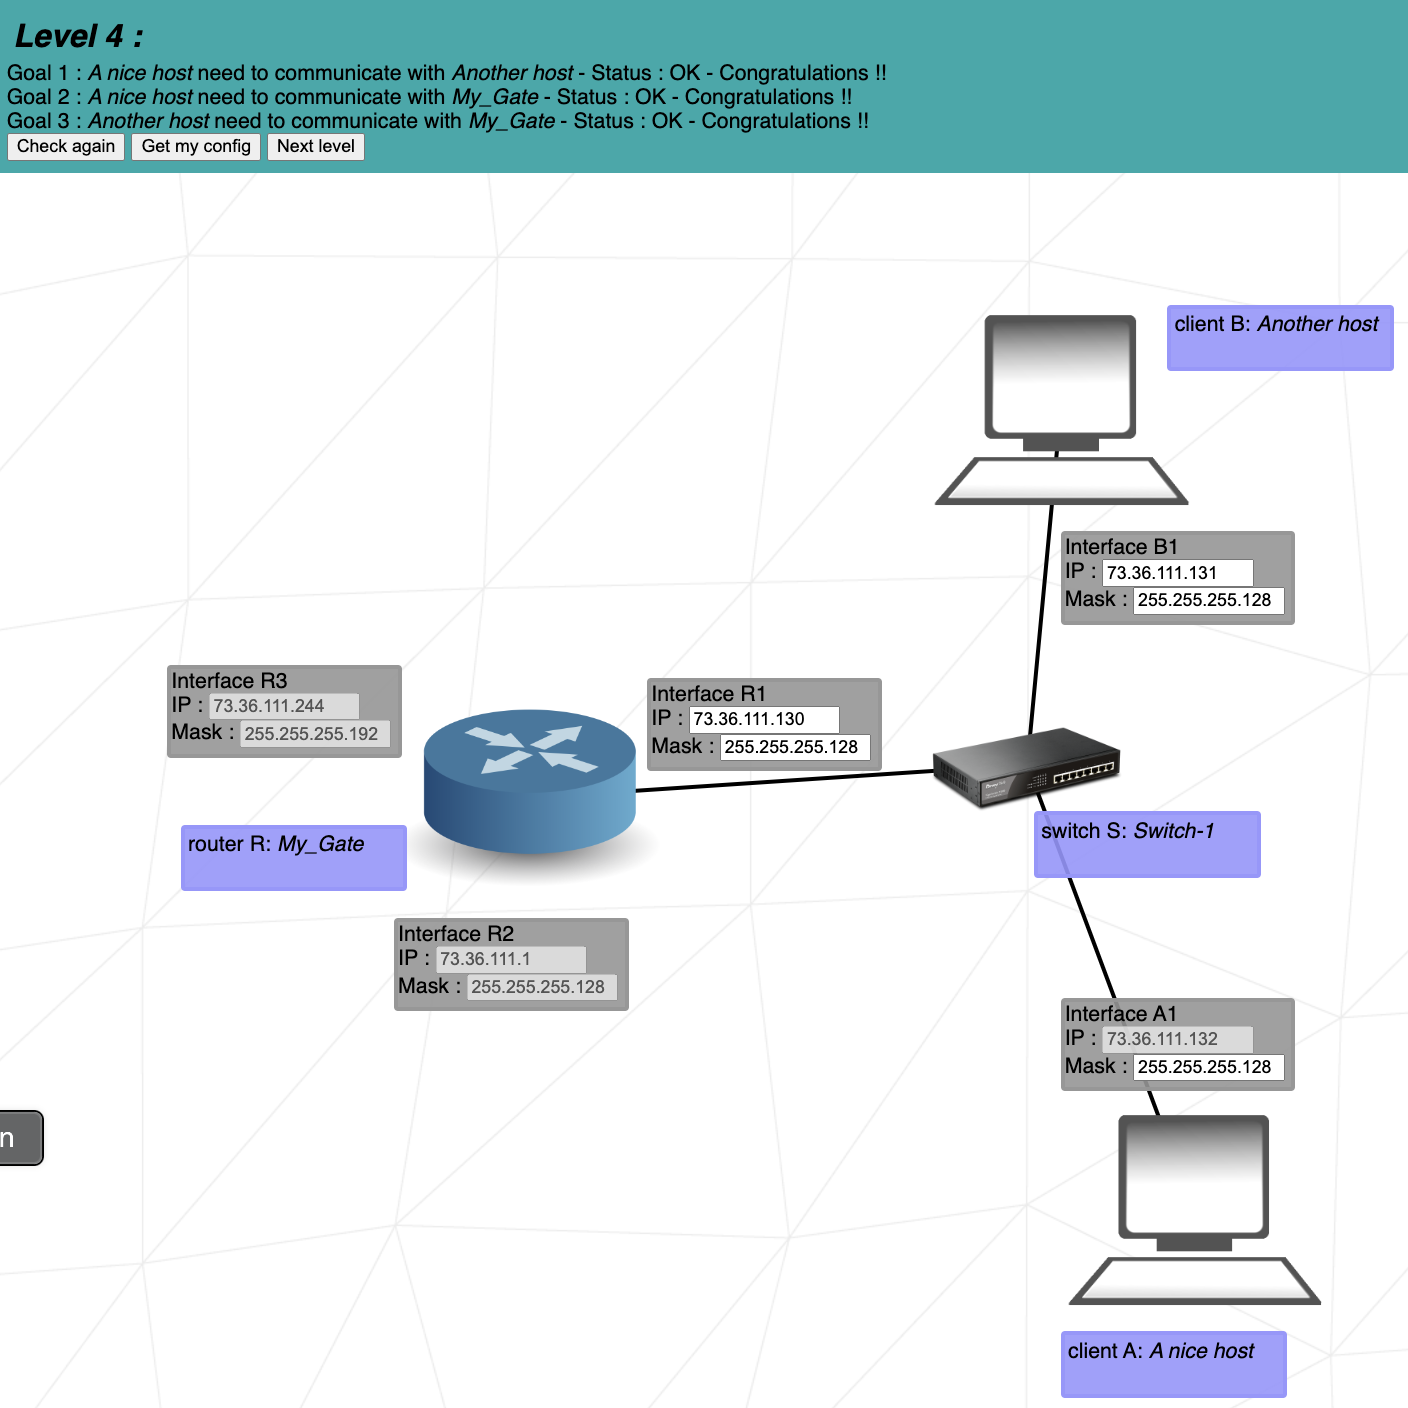 Level 4 :
Goal 1 : A nice host need to communicate with Another host - Status : OK - Congratulations !!
Goal 2 : A nice host need to communicate with My_Gate - Status : OK - Congratulations !!
Goal 3 : Another host need to communicate with My_Gate - Status : OK - Congratulations !!
Check again Get my config Next level
client B: Another host
Interface B1
IP : 73.36.111.131
Mask : 255.255.255.128
Interface R3
IP : 73.36.111.244
Mask : 255.255.255.192
Interface R1
IP : 73.36.111.130
Mask : 255.255.255.128
router R: My_Gate
switch S: Switch-1
Interface R2
IP : 73.36.111.1
Mask : 255.255.255.128
Interface A1
IP : 73.36.111.132
Mask : 255.255.255.128
n
client A: A nice host